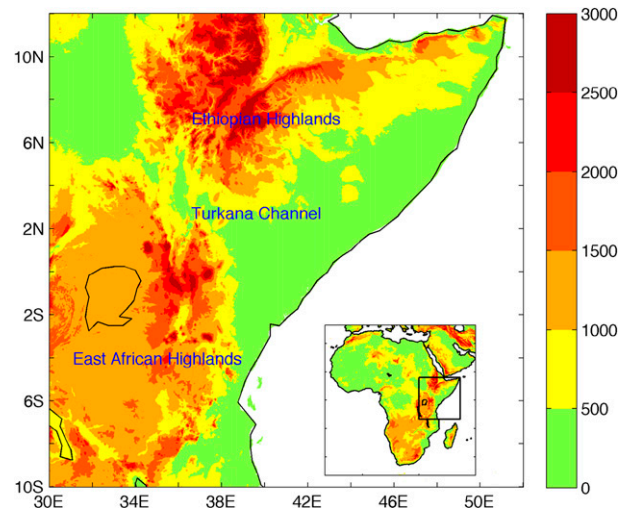 10N
6N
2N
2S
6S
10S
30E
34E
38E
42E
46E
50E
Ethiopian Highlands
Turkana Channel
East African Highlands
3000
2500
2000
1500
1000
500
0